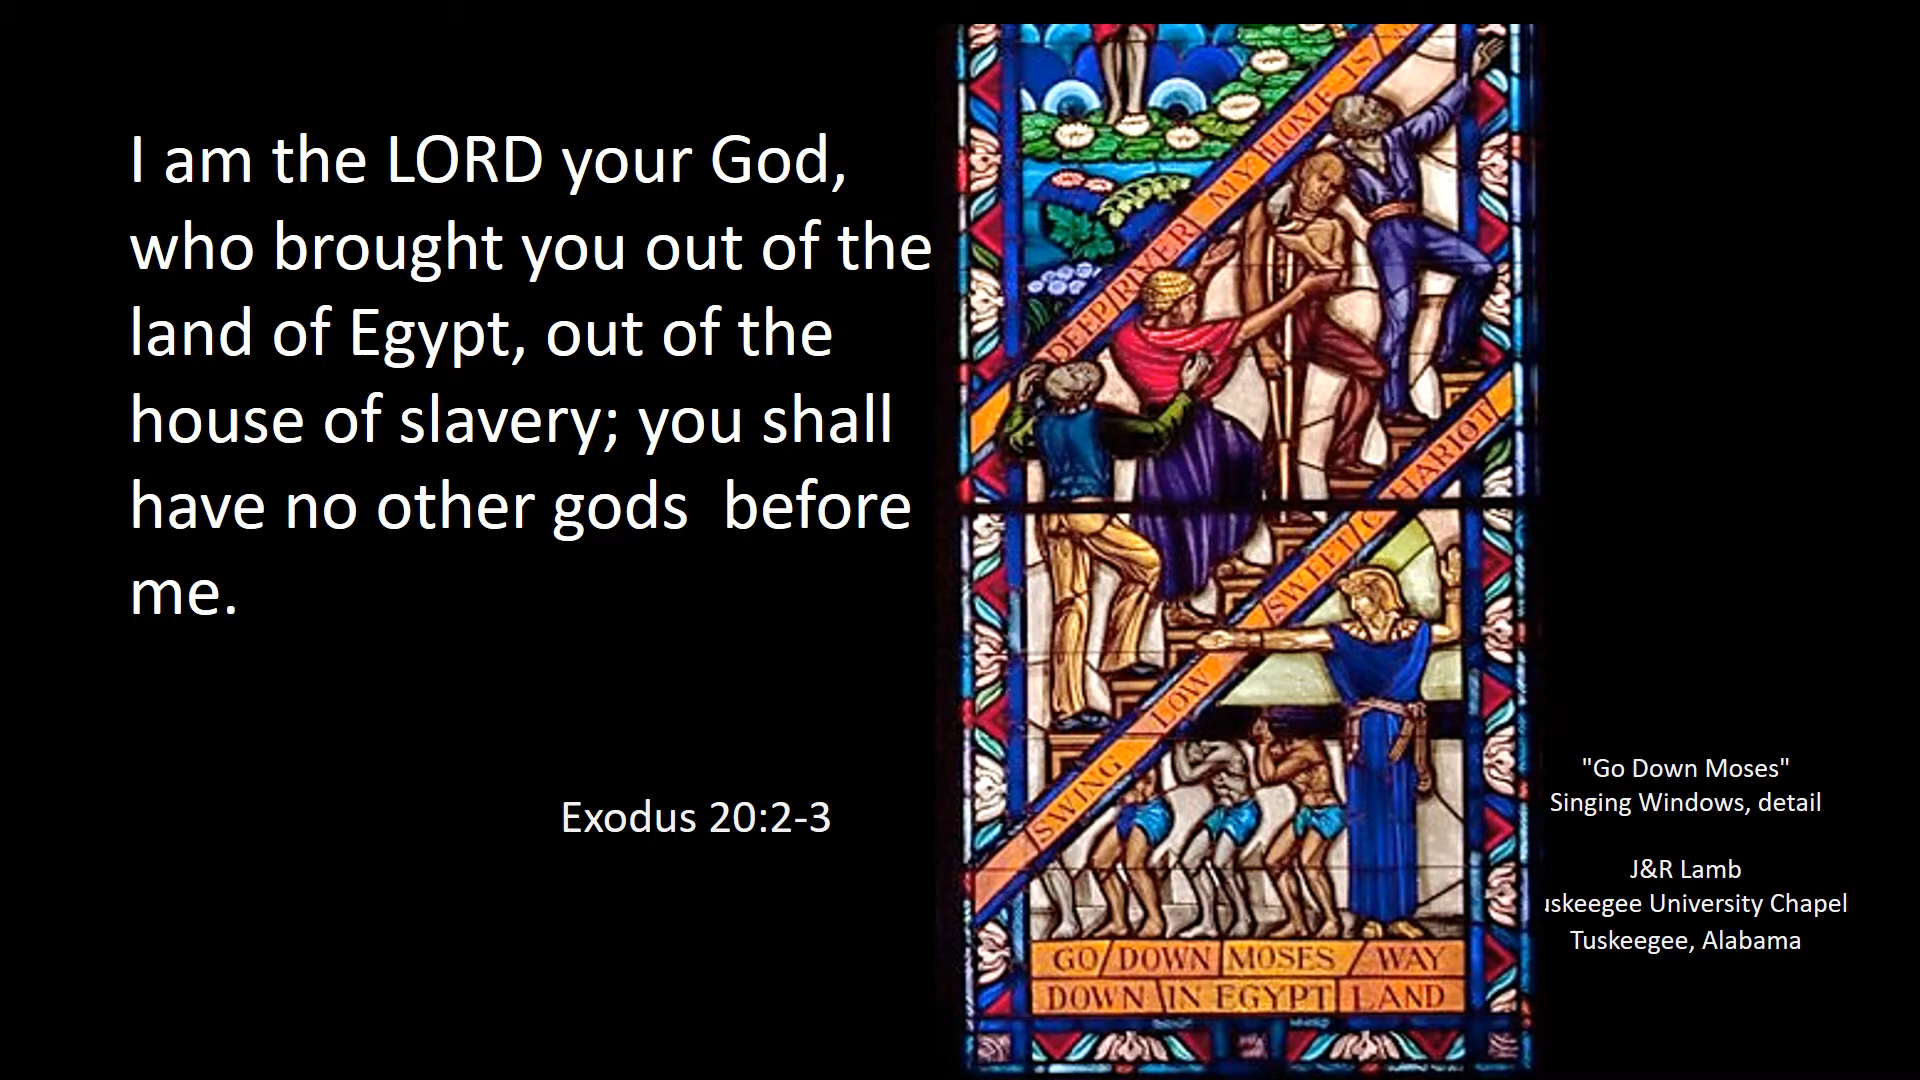 I am the LORD your God,
who brought you out of the
land of Egypt, out of the
house of slavery; you shall
have no other gods  before
me.
Exodus 20:2-3
DEEP RIVER MY HOME IS
SWING LOW SWEET CHARIOT
GO DOWN MOSES WAY
DOWN IN EGYPT LAND
"Go Down Moses"
Singing Windows, detail
J&R Lamb
uskeegee University Chapel
Tuskeegee, Alabama